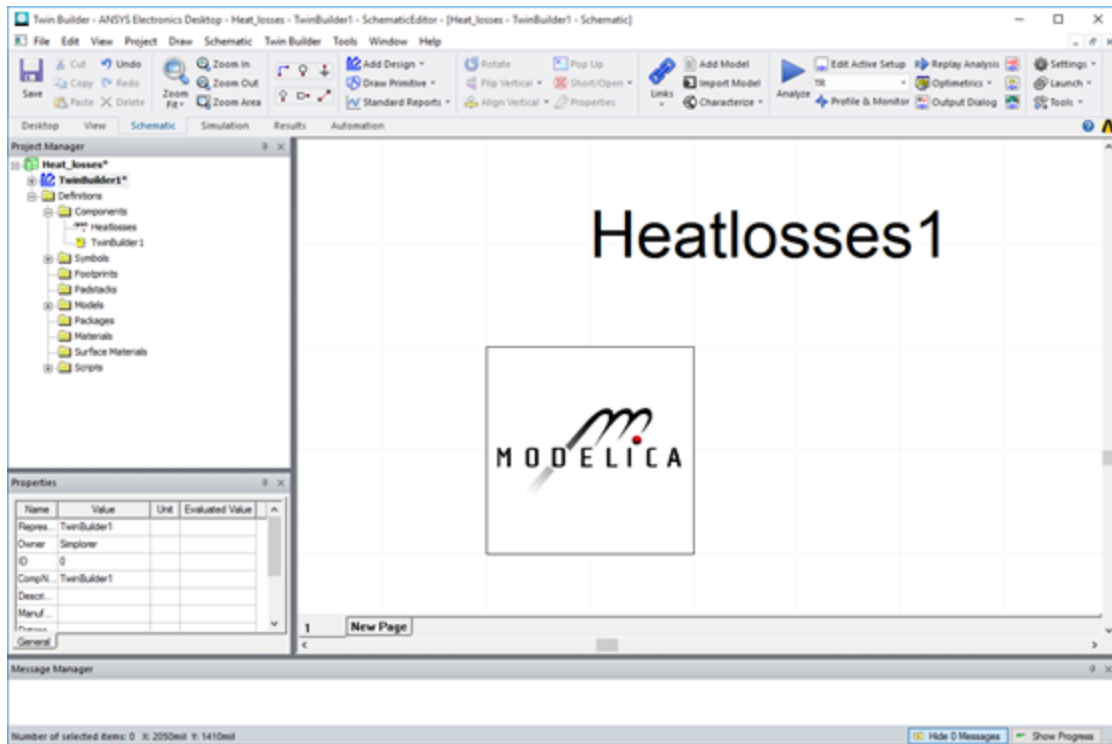 Twin Builder - ANSYS Electronics Desktop - Heat_losses - TwinBuilder1 - SchematicEditor - [Heat_losses - TwinBuilder1 - Schematic]
File Edit View Project Draw Schematic Twin Builder Tools Window Help
Save
Cut Undo
Copy Redo
Paste Delete
Zoom Fit
Zoom In
Zoom Out
Zoom Area
Add Design
Draw Primitive
Standard Reports
Rotate Pop Up
Flip Vertical Short/Open
Align Vertical Properties
Links
Add Model
Import Model
Characterize
Analyze
Edit Active Setup Replay Analysis
TR Optimetrics
Profile & Monitor Output Dialog
Settings
Launch
Tools
Desktop View Schematic Simulation Results Automation
Project Manager
Heat_losses*
TwinBuilder1*
Definitions
Components
Heatlosses
TwinBuilder1
Symbols
Footprints
Padstacks
Models
Packages
Materials
Surface Materials
Scripts
Heatlosses1
MODELICA
Properties
Name Value Unit Evaluated Value
Repres... TwinBuilder1
Owner Simplorer
ID 0
CompN... TwinBuilder1
Descri...
Manuf...
General
1 New Page
Message Manager
Number of selected items: 0 X: 2050mil Y: 1410mil
Hide 0 Messages Show Progress